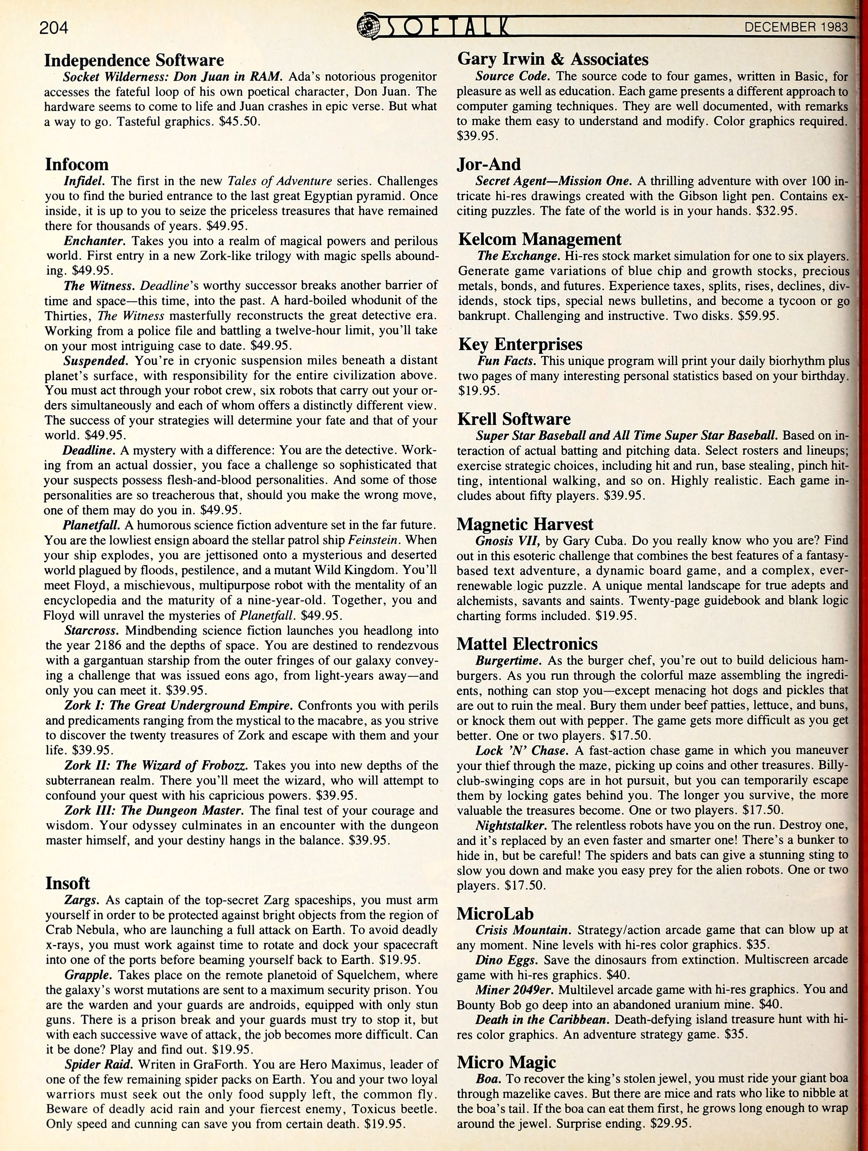 204
SOFTALK
DECEMBER 1983
Independence Software
Socket Wilderness: Don Juan in RAM. Ada's notorious progenitor
accesses the fateful loop of his own poetical character, Don Juan. The
hardware seems to come to life and Juan crashes in epic verse. But what
a way to go. Tasteful graphics. $45.50.
Infocom
Infidel. The first in the new Tales of Adventure series. Challenges
you to find the buried entrance to the last great Egyptian pyramid. Once
inside, it is up to you to seize the priceless treasures that have remained
there for thousands of years. $49.95.
Enchanter. Takes you into a realm of magical powers and perilous
world. First entry in a new Zork-like trilogy with magic spells abound-
ing. $49.95.
The Witness. Deadline's worthy successor breaks another barrier of
time and space—this time, into the past. A hard-boiled whodunit of the
Thirties, The Witness masterfully reconstructs the great detective era.
Working from a police file and battling a twelve-hour limit, you'll take
on your most intriguing case to date. $49.95.
Suspended. You're in cryonic suspension miles beneath a distant
planet's surface, with responsibility for the entire civilization above.
You must act through your robot crew, six robots that carry out your or-
ders simultaneously and each of whom offers a distinctly different view.
The success of your strategies will determine your fate and that of your
world. $49.95.
Deadline. A mystery with a difference: You are the detective. Work-
ing from an actual dossier, you face a challenge so sophisticated that
your suspects possess flesh-and-blood personalities. And some of those
personalities are so treacherous that, should you make the wrong move,
one of them may do you in. $49.95.
Planetfall. A humorous science fiction adventure set in the far future.
You are the lowliest ensign aboard the stellar patrol ship Feinstein. When
your ship explodes, you are jettisoned onto a mysterious and deserted
world plagued by floods, pestilence, and a mutant Wild Kingdom. You'll
meet Floyd, a mischievous, multipurpose robot with the mentality of an
encyclopedia and the maturity of a nine-year-old. Together, you and
Floyd will unravel the mysteries of Planetfall. $49.95.
Starcross. Mindbending science fiction launches you headlong into
the year 2186 and the depths of space. You are destined to rendezvous
with a gargantuan starship from the outer fringes of our galaxy convey-
ing a challenge that was issued eons ago, from light-years away—and
only you can meet it. $39.95.
Zork I: The Great Underground Empire. Confronts you with perils
and predicaments ranging from the mystical to the macabre, as you strive
to discover the twenty treasures of Zork and escape with them and your
life. $39.95.
Zork II: The Wizard of Frobozz. Takes you into new depths of the
subterranean realm. There you'll meet the wizard, who will attempt to
confound your quest with his capricious powers. $39.95.
Zork III: The Dungeon Master. The final test of your courage and
wisdom. Your odyssey culminates in an encounter with the dungeon
master himself, and your destiny hangs in the balance. $39.95.
Insoft
Zargs. As captain of the top-secret Zarg spaceships, you must arm
yourself in order to be protected against bright objects from the region of
Crab Nebula, who are launching a full attack on Earth. To avoid deadly
x-rays, you must work against time to rotate and dock your spacecraft
into one of the ports before beaming yourself back to Earth. $19.95.
Grapple. Takes place on the remote planetoid of Squelchem, where
the galaxy's worst mutations are sent to a maximum security prison. You
are the warden and your guards are androids, equipped with only stun
guns. There is a prison break and your guards must try to stop it, but
with each successive wave of attack, the job becomes more difficult. Can
it be done? Play and find out. $19.95.
Spider Raid. Writen in GraForth. You are Hero Maximus, leader of
one of the few remaining spider packs on Earth. You and your two loyal
warriors must seek out the only food supply left, the common fly.
Beware of deadly acid rain and your fiercest enemy, Toxicus beetle.
Only speed and cunning can save you from certain death. $19.95.
Gary Irwin & Associates
Source Code. The source code to four games, written in Basic, for
pleasure as well as education. Each game presents a different approach to
computer gaming techniques. They are well documented, with remarks
to make them easy to understand and modify. Color graphics required.
$39.95.
Jor-And
Secret Agent—Mission One. A thrilling adventure with over 100 in-
tricate hi-res drawings created with the Gibson light pen. Contains ex-
citing puzzles. The fate of the world is in your hands. $32.95.
Kelcom Management
The Exchange. Hi-res stock market simulation for one to six players.
Generate game variations of blue chip and growth stocks, precious
metals, bonds, and futures. Experience taxes, splits, rises, declines, div-
idends, stock tips, special news bulletins, and become a tycoon or go
bankrupt. Challenging and instructive. Two disks. $59.95.
Key Enterprises
Fun Facts. This unique program will print your daily biorhythm plus
two pages of many interesting personal statistics based on your birthday.
$19.95.
Krell Software
Super Star Baseball and All Time Super Star Baseball. Based on in-
teraction of actual batting and pitching data. Select rosters and lineups;
exercise strategic choices, including hit and run, base stealing, pinch hit-
ting, intentional walking, and so on. Highly realistic. Each game in-
cludes about fifty players. $39.95.
Magnetic Harvest
Gnosis VII, by Gary Cuba. Do you really know who you are? Find
out in this esoteric challenge that combines the best features of a fantasy-
based text adventure, a dynamic board game, and a complex, ever-
renewable logic puzzle. A unique mental landscape for true adepts and
alchemists, savants and saints. Twenty-page guidebook and blank logic
charting forms included. $19.95.
Mattel Electronics
Burgertime. As the burger chef, you're out to build delicious ham-
burgers. As you run through the colorful maze assembling the ingredi-
ents, nothing can stop you—except menacing hot dogs and pickles that
are out to ruin the meal. Bury them under beef patties, lettuce, and buns,
or knock them out with pepper. The game gets more difficult as you get
better. One or two players. $17.50.
Lock 'N' Chase. A fast-action chase game in which you maneuver
your thief through the maze, picking up coins and other treasures. Billy-
club-swinging cops are in hot pursuit, but you can temporarily escape
them by locking gates behind you. The longer you survive, the more
valuable the treasures become. One or two players. $17.50.
Nightstalker. The relentless robots have you on the run. Destroy one,
and it's replaced by an even faster and smarter one! There's a bunker to
hide in, but be careful! The spiders and bats can give a stunning sting to
slow you down and make you easy prey for the alien robots. One or two
players. $17.50.
MicroLab
Crisis Mountain. Strategy/action arcade game that can blow up at
any moment. Nine levels with hi-res color graphics. $35.
Dino Eggs. Save the dinosaurs from extinction. Multiscreen arcade
game with hi-res graphics. $40.
Miner 2049er. Multilevel arcade game with hi-res graphics. You and
Bounty Bob go deep into an abandoned uranium mine. $40.
Death in the Caribbean. Death-defying island treasure hunt with hi-
res color graphics. An adventure strategy game. $35.
Micro Magic
Boa. To recover the king's stolen jewel, you must ride your giant boa
through mazelike caves. But there are mice and rats who like to nibble at
the boa's tail. If the boa can eat them first, he grows long enough to wrap
around the jewel. Surprise ending. $29.95.